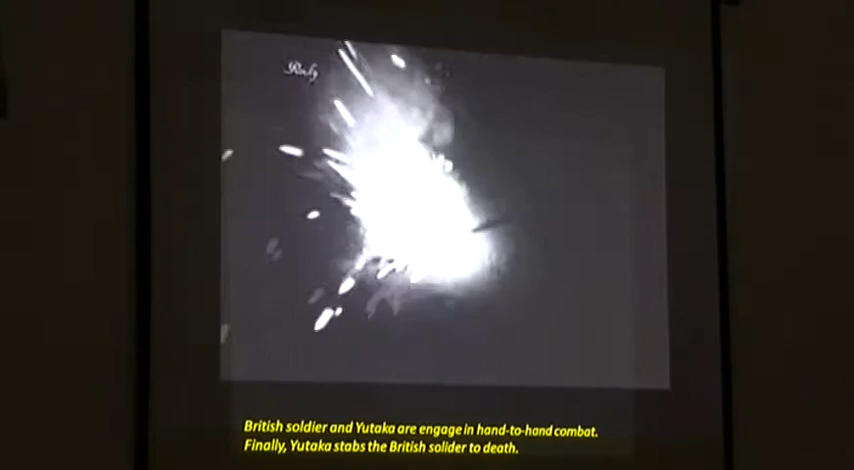 British soldier and Yutaka are engage in hand-to-hand combat.
Finally, Yutaka stabs the British solider to death.